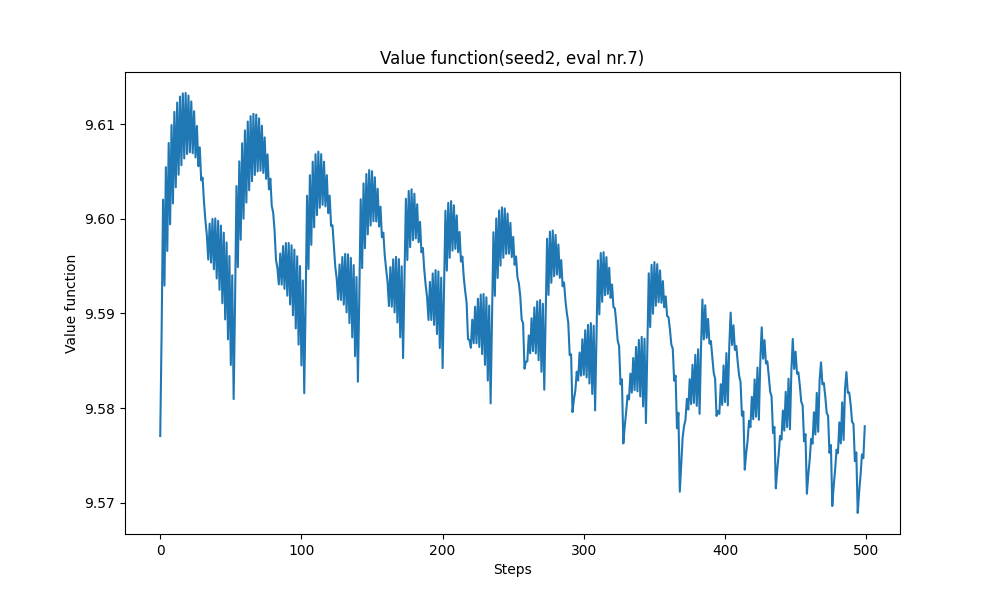 Value function(seed2, eval nr.7)
Value function
9.61
9.60
9.59
9.58
9.57
0 100 200 300 400 500
Steps